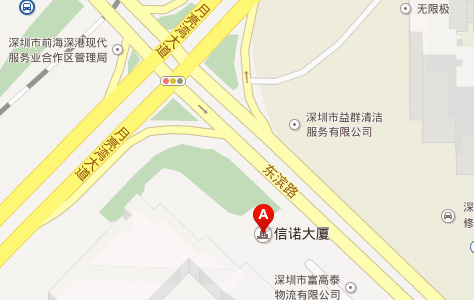 无限极
月亮湾大道
深圳市前海深港现代
服务业合作区管理局
深圳市益群清洁
服务有限公司
月亮湾大道
东滨路
A
信诺大厦
深
修
深圳市富高泰
物流有限公司